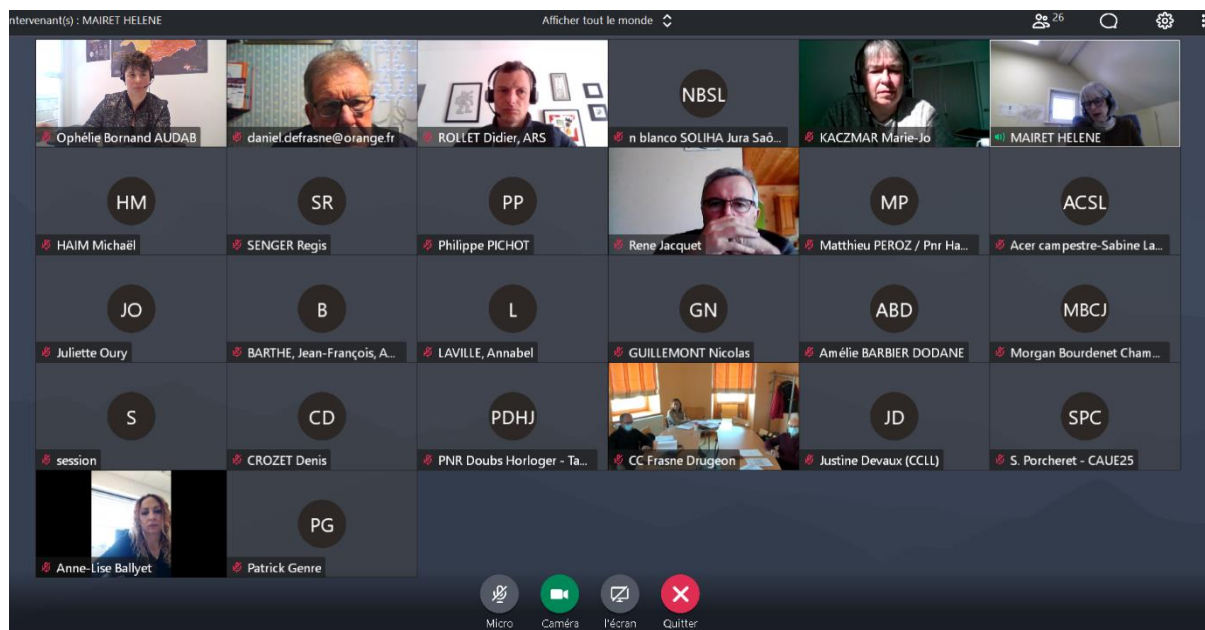 ntervenant(s) : MAIRET HELENE
Afficher tout le monde
26
Ophélie Bornand AUDAB
daniel.defrasne@orange.fr
ROLLET Didier, ARS
NBSL
n blanco SOLIHA Jura Saô...
KACZMAR Marie-Jo
MAIRET HELENE
HM
HAIM Michaël
SR
SENGER Regis
PP
Philippe PICHOT
Rene Jacquet
MP
Matthieu PEROZ / Pnr Ha...
ACSL
Acer campestre-Sabine La...
JO
Juliette Oury
B
BARTHE, Jean-François, A...
L
LAVILLE, Annabel
GN
GUILLEMONT Nicolas
ABD
Amélie BARBIER DODANE
MBCJ
Morgan Bourdenet Cham...
S
session
CD
CROZET Denis
PDHJ
PNR Doubs Horloger - Ta...
CC Frasne Drugeon
JD
Justine Devaux (CCLL)
SPC
S. Porcheret - CAUE25
Anne-Lise Ballyet
PG
Patrick Genre
Micro
Caméra
l'écran
Quitter